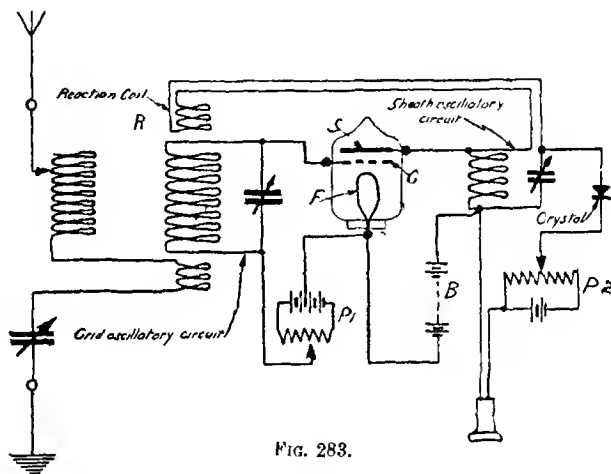 Reaction Coil
R
S
Sheath oscillatory
circuit
G
F
Crystal
B
P1
P2
Grid oscillatory circuit
FIG. 283.